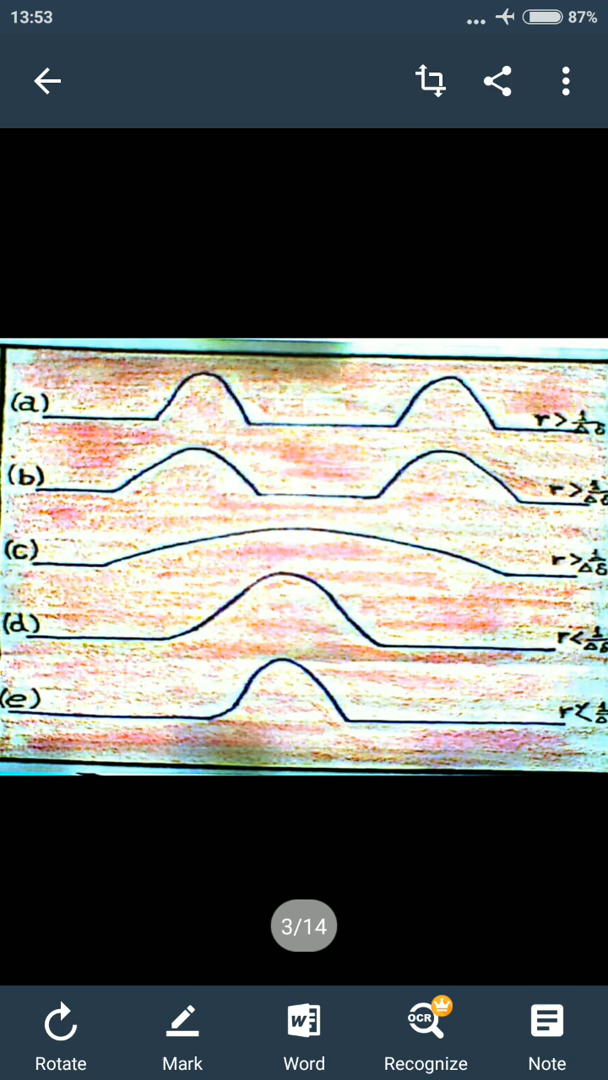 13:53
... 87%
(a)
r > 1/Δδ
(b)
r > 1/Δδ
(c)
r > 1/Δδ
(d)
r < 1/Δδ
(e)
r < 1/Δ
3/14
Rotate
Mark
W
Word
OCR
Recognize
Note